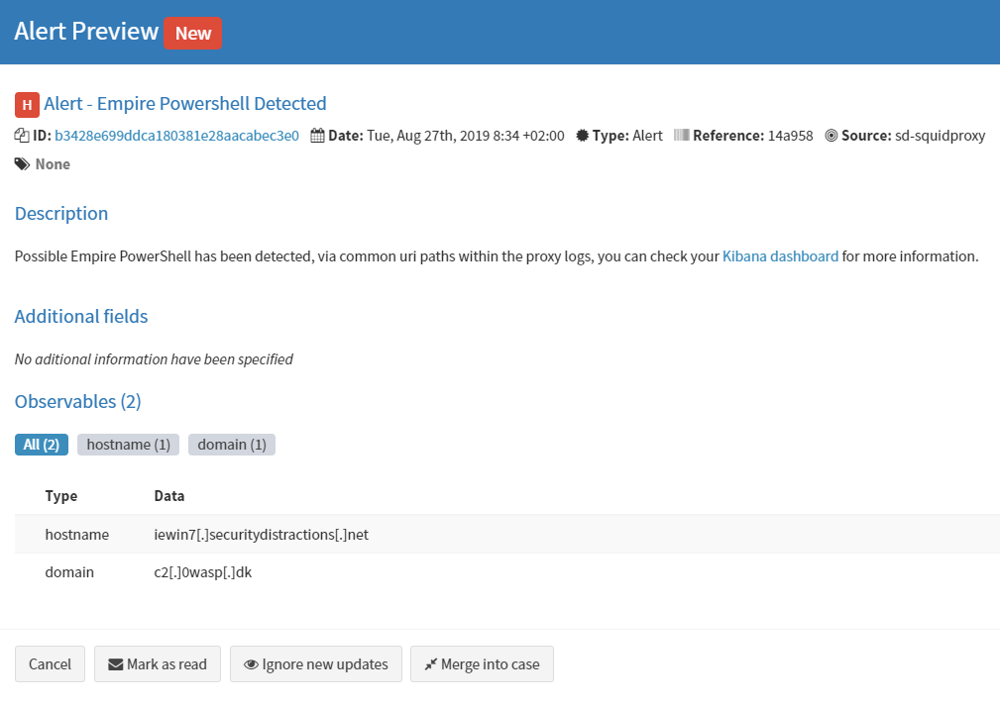 Alert Preview New
H Alert - Empire Powershell Detected
ID: b3428e699ddca180381e28aacabec3e0 Date: Tue, Aug 27th, 2019 8:34 +02:00 Type: Alert Reference: 14a958 Source: sd-squidproxy
None
Description
Possible Empire PowerShell has been detected, via common uri paths within the proxy logs, you can check your Kibana dashboard for more information.
Additional fields
No aditional information have been specified
Observables (2)
All (2) hostname (1) domain (1)
Type Data
hostname iewin7[.]securitydistractions[.]net
domain c2[.]0wasp[.]dk
Cancel Mark as read Ignore new updates Merge into case